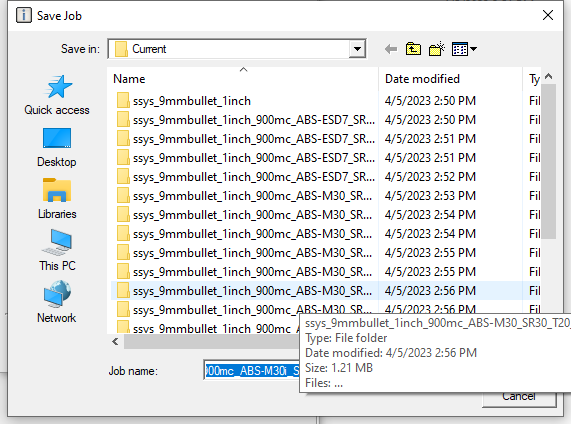 Save Job
Save in: Current
Name Date modified Ty
ssys_9mmbullet_1inch 4/5/2023 2:50 PM Fil
ssys_9mmbullet_1inch_900mc_ABS-ESD7_SR... 4/5/2023 2:50 PM Fil
ssys_9mmbullet_1inch_900mc_ABS-ESD7_SR... 4/5/2023 2:51 PM Fil
ssys_9mmbullet_1inch_900mc_ABS-ESD7_SR... 4/5/2023 2:51 PM Fil
ssys_9mmbullet_1inch_900mc_ABS-ESD7_SR... 4/5/2023 2:52 PM Fil
ssys_9mmbullet_1inch_900mc_ABS-M30_SR... 4/5/2023 2:53 PM Fil
ssys_9mmbullet_1inch_900mc_ABS-M30_SR... 4/5/2023 2:54 PM Fil
ssys_9mmbullet_1inch_900mc_ABS-M30_SR... 4/5/2023 2:54 PM Fil
ssys_9mmbullet_1inch_900mc_ABS-M30_SR... 4/5/2023 2:55 PM Fil
ssys_9mmbullet_1inch_900mc_ABS-M30_SR... 4/5/2023 2:55 PM Fil
ssys_9mmbullet_1inch_900mc_ABS-M30_SR... 4/5/2023 2:56 PM Fil
ssys_9mmbullet_1inch_900mc_ABS-M30_SR... 4/5/2023 2:56 PM Fil
Quick access
Desktop
Libraries
This PC
Network
ssys_9mmbullet_1inch_900mc_ABS-M30_SR30_T20_
Type: File folder
Date modified: 4/5/2023 2:56 PM
Size: 1.21 MB
Files: ...
Job name: 900mc_ABS-M30i_S
Cancel